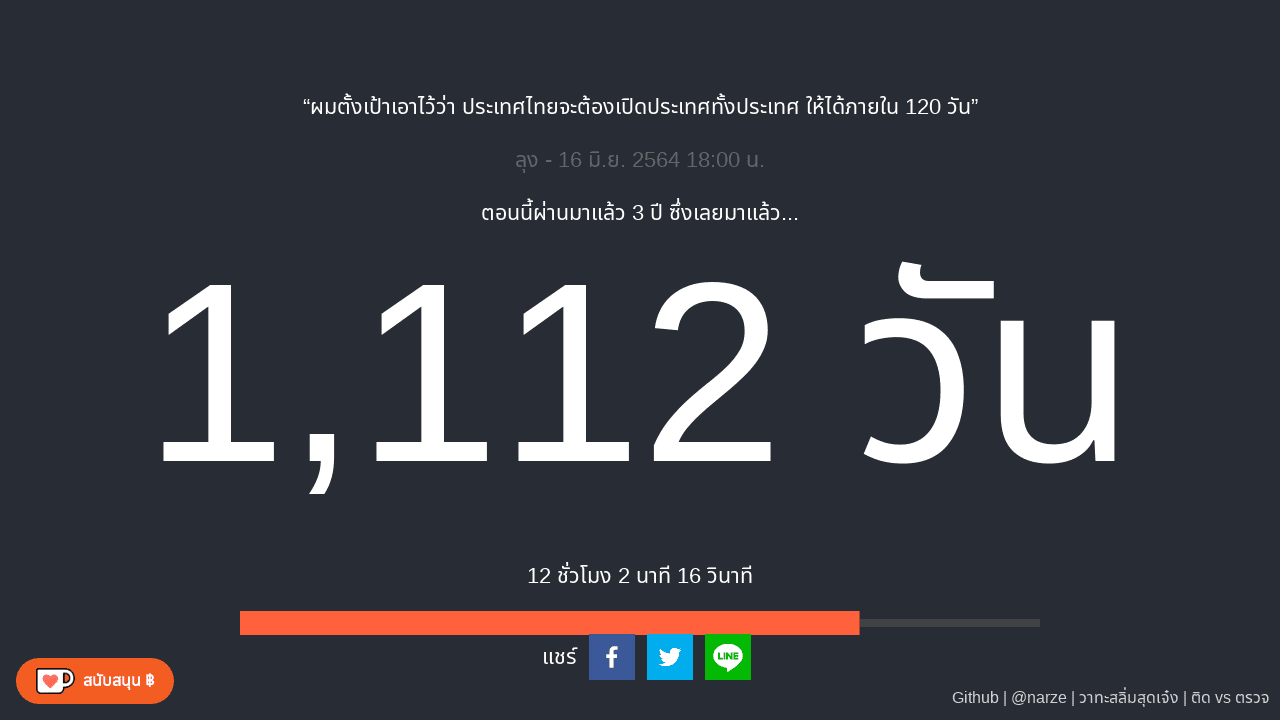 “ผมตั้งเป้าเอาไว้ว่า ประเทศไทยจะต้องเปิดประเทศทั้งประเทศ ให้ได้ภายใน 120 วัน”
ลุง - 16 มิ.ย. 2564 18:00 น.
ตอนนี้ผ่านมาแล้ว 3 ปี ซึ่งเลยมาแล้ว...
1,112 วัน
12 ชั่วโมง 2 นาที 16 วินาที
แชร์
LINE
สนับสนุน ฿
Github | @narze | วาทะสลิ่มสุดเจ๋ง | ติด vs ตรวจ